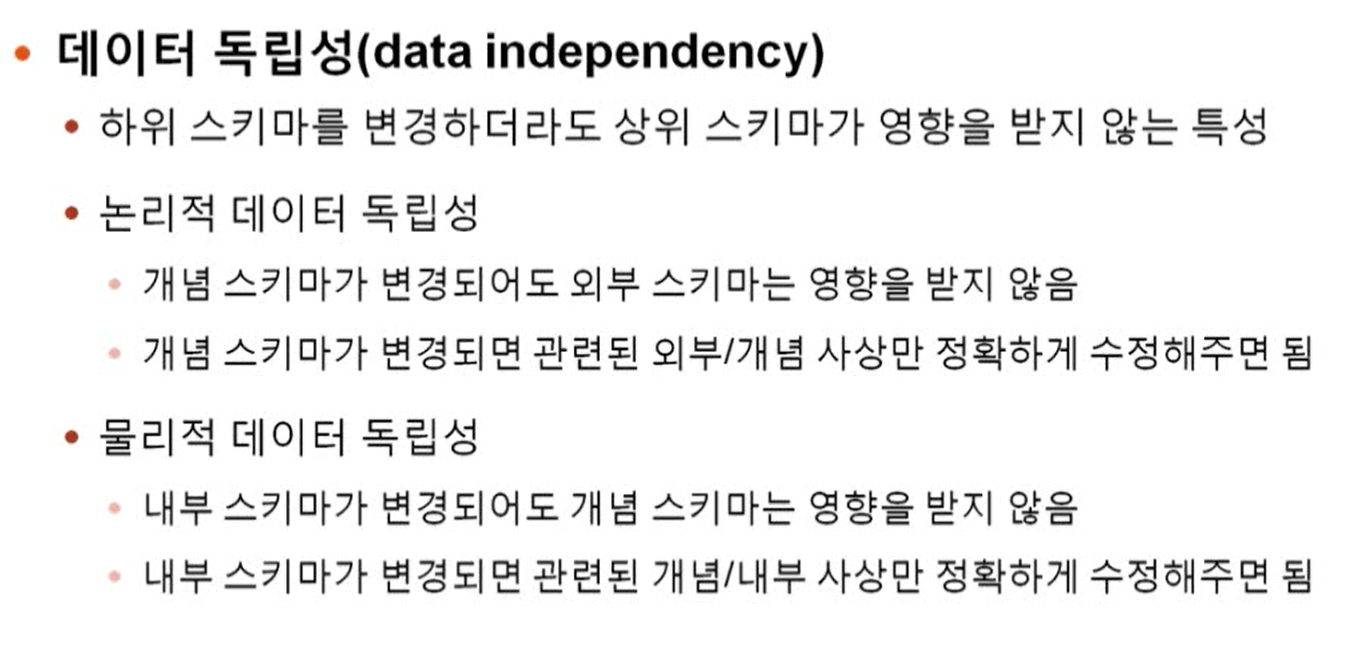 • 데이터 독립성(data independency)
• 하위 스키마를 변경하더라도 상위 스키마가 영향을 받지 않는 특성
• 논리적 데이터 독립성
• 개념 스키마가 변경되어도 외부 스키마는 영향을 받지 않음
• 개념 스키마가 변경되면 관련된 외부/개념 사상만 정확하게 수정해주면 됨
• 물리적 데이터 독립성
• 내부 스키마가 변경되어도 개념 스키마는 영향을 받지 않음
• 내부 스키마가 변경되면 관련된 개념/내부 사상만 정확하게 수정해주면 됨